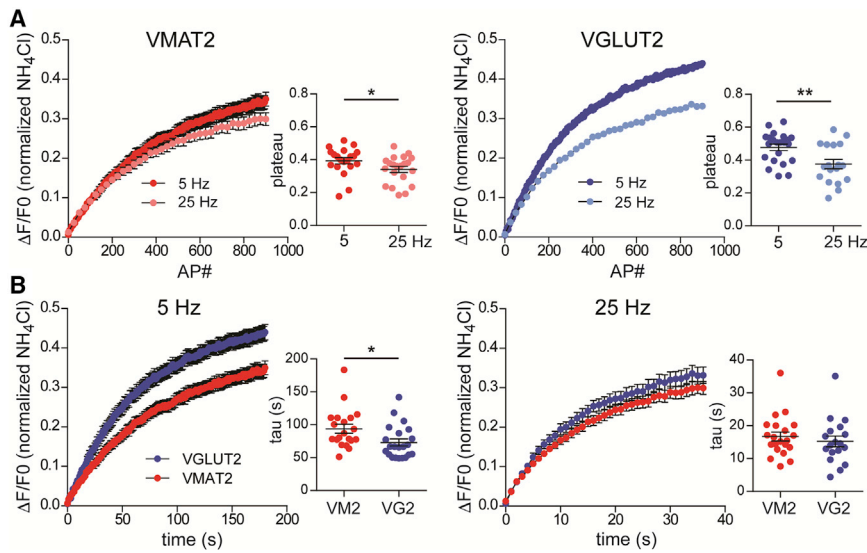 A
VMAT2
VGLUT2
ΔF/F0 (normalized NH₄Cl)
0.5
0.4
0.3
0.2
0.1
0.0
0 200 400 600 800 1000
AP#
5 Hz
25 Hz
plateau
0.8
0.6
0.4
0.2
0.0
*
5 25 Hz
ΔF/F0 (normalized NH₄Cl)
0.5
0.4
0.3
0.2
0.1
0.0
0 200 400 600 800 1000
AP#
5 Hz
25 Hz
plateau
0.8
0.6
0.4
0.2
0.0
**
5 25 Hz
B
5 Hz
25 Hz
ΔF/F0 (normalized NH₄Cl)
0.5
0.4
0.3
0.2
0.1
0.0
0 50 100 150 200
time (s)
VGLUT2
VMAT2
tau (s)
200
150
100
50
0
*
VM2 VG2
ΔF/F0 (normalized NH₄Cl)
0.5
0.4
0.3
0.2
0.1
0.0
0 10 20 30 40
time (s)
tau (s)
40
30
20
10
0
VM2 VG2